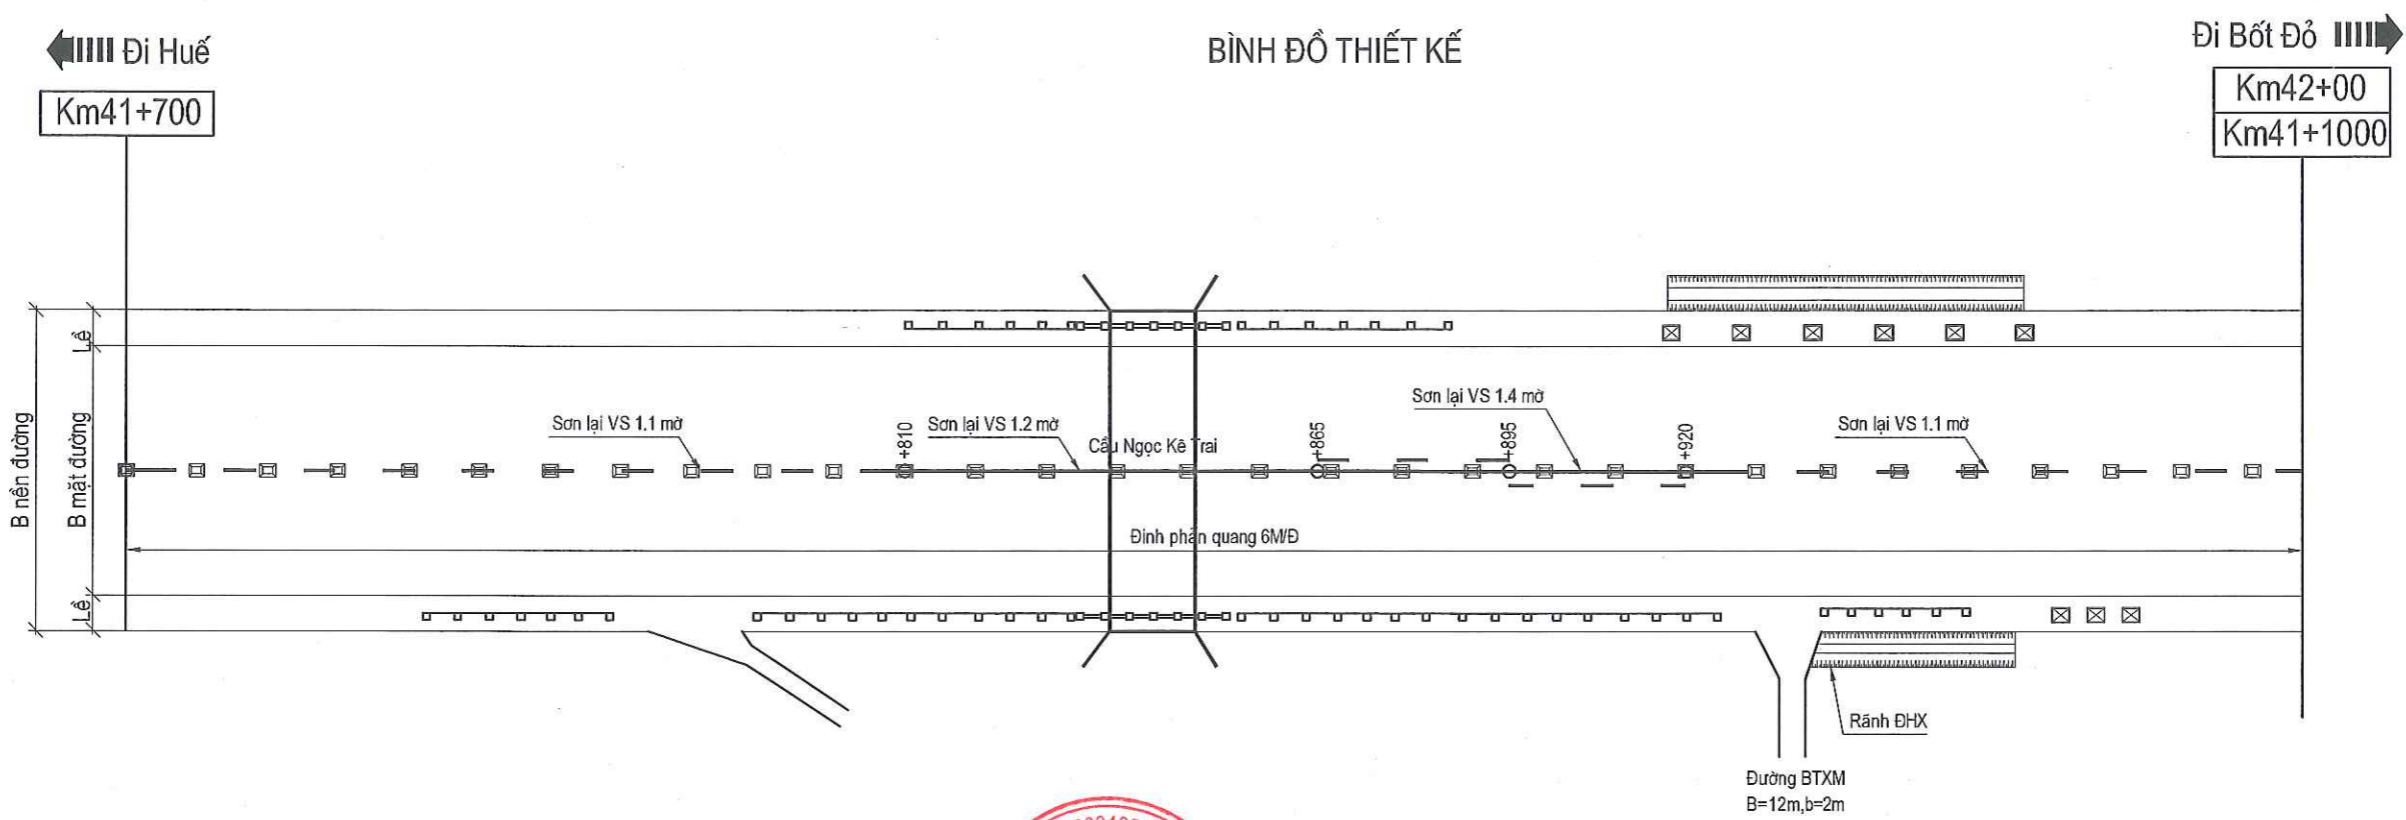 Đi Huế
BÌNH ĐỒ THIẾT KẾ
Đi Bốt Đỏ
Km41+700
Km42+00
Km41+1000
Lề
B nền đường
B mặt đường
Lề
Sơn lại VS 1.1 mờ
+810
Sơn lại VS 1.2 mờ
Cầu Ngọc Kê Trai
+865
Sơn lại VS 1.4 mờ
+895
+920
Sơn lại VS 1.1 mờ
Đinh phản quang 6M/Đ
Rãnh ĐHX
Đường BTXM
B=12m,b=2m